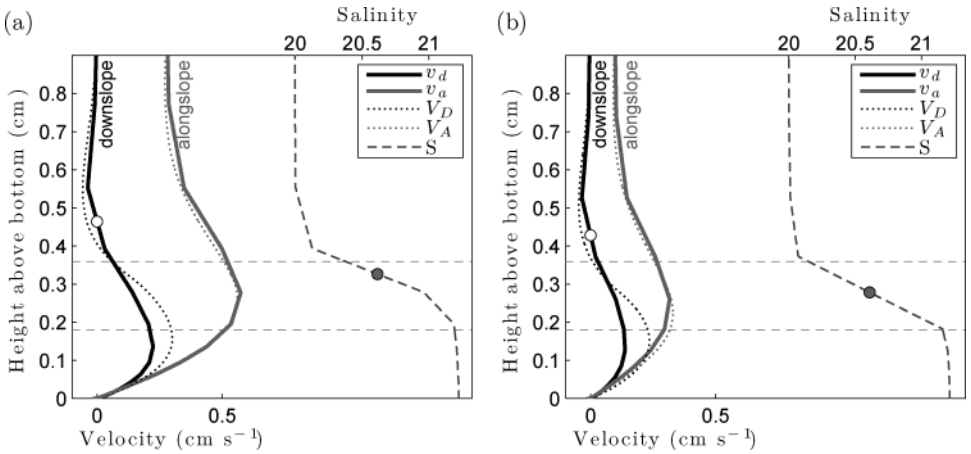 (a)
Salinity
20 20.6 21
Height above bottom (cm)
0.8
0.7
0.6
0.5
0.4
0.3
0.2
0.1
0
downslope
alongslope
v_d
v_a
V_D
V_A
S
0 0.5
Velocity (cm s⁻¹)
(b)
Salinity
20 20.6 21
Height above bottom (cm)
0.8
0.7
0.6
0.5
0.4
0.3
0.2
0.1
0
downslope
alongslope
v_d
v_a
V_D
V_A
S
0 0.5
Velocity (cm s⁻¹)